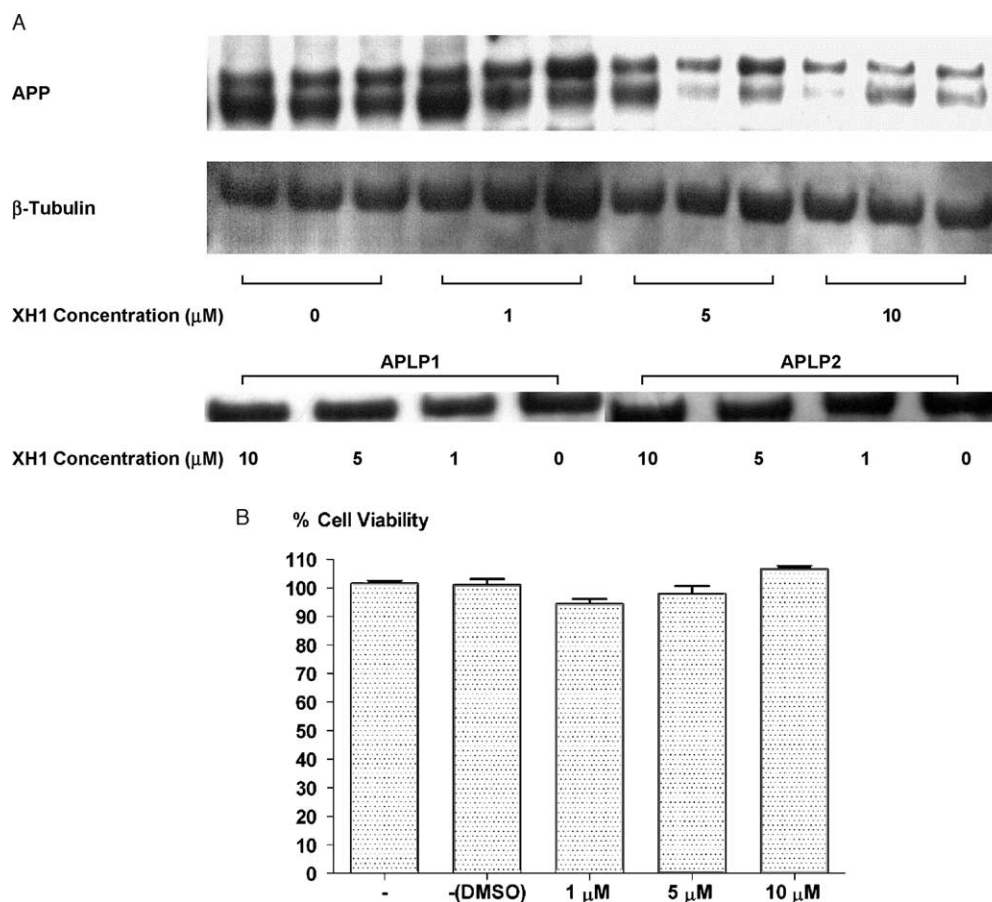 A
APP
β-Tubulin
XH1 Concentration (μM) 0 1 5 10
APLP1 APLP2
XH1 Concentration (μM) 10 5 1 0 10 5 1 0
B % Cell Viability
110
100
90
80
70
60
50
40
30
20
10
0
- -(DMSO) 1 μM 5 μM 10 μM